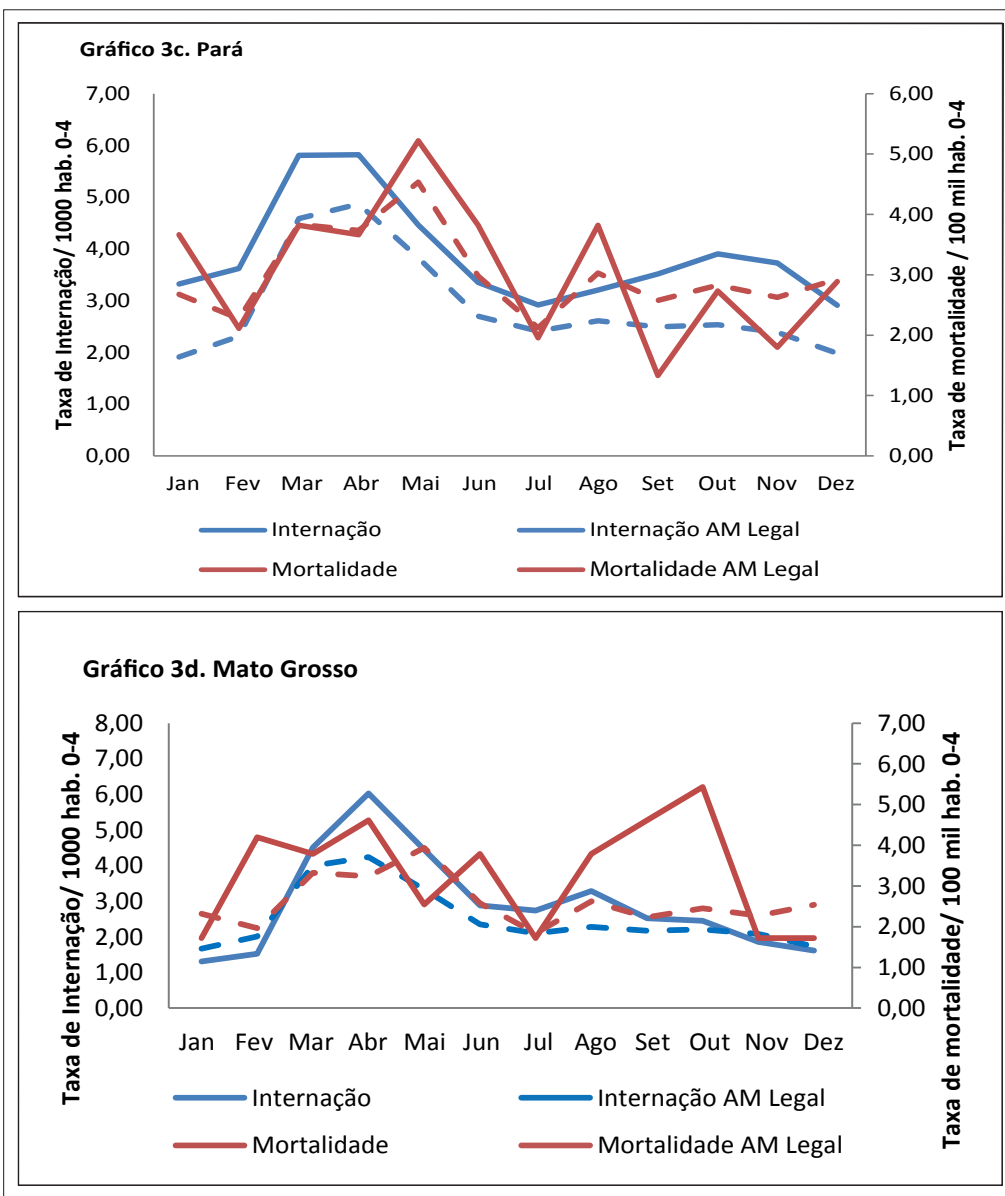 Gráfico 3c. Pará
Taxa de Internação/ 1000 hab. 0-4
7,00
6,00
5,00
4,00
3,00
2,00
1,00
0,00
6,00
5,00
4,00
3,00
2,00
1,00
0,00
Taxa de mortalidade / 100 mil hab. 0-4
Jan Fev Mar Abr Mai Jun Jul Ago Set Out Nov Dez
Internação Internação AM Legal
Mortalidade Mortalidade AM Legal
Gráfico 3d. Mato Grosso
Taxa de Internação/ 1000 hab. 0-4
8,00
7,00
6,00
5,00
4,00
3,00
2,00
1,00
0,00
7,00
6,00
5,00
4,00
3,00
2,00
1,00
0,00
Taxa de mortalidade/ 100 mil hab. 0-4
Jan Fev Mar Abr Mai Jun Jul Ago Set Out Nov Dez
Internação Internação AM Legal
Mortalidade Mortalidade AM Legal